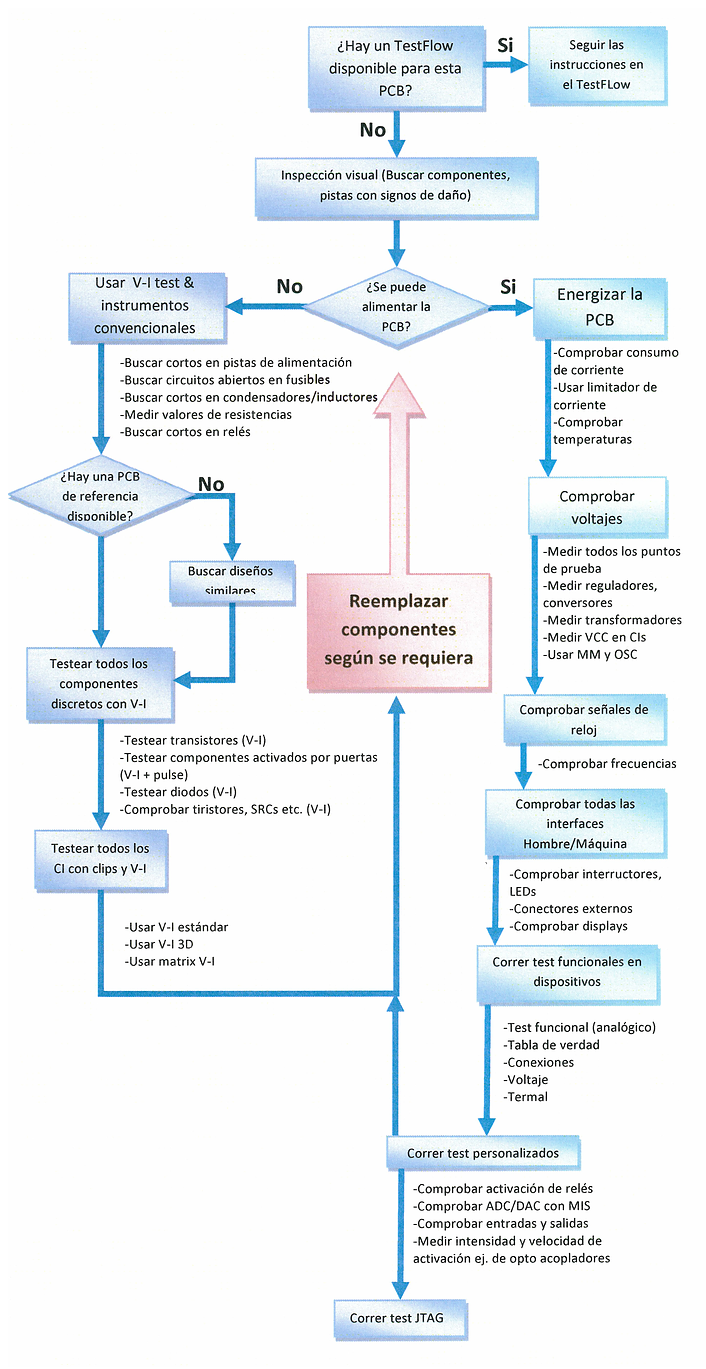 ¿Hay un TestFlow
disponible para esta
PCB?
Si
Seguir las
instrucciones en
el TestFLow
No
Inspección visual (Buscar componentes,
pistas con signos de daño)
¿Se puede
alimentar la
PCB?
No
Si
Usar V-I test &
instrumentos
convencionales
Energizar la
PCB
-Buscar cortos en pistas de alimentación
-Buscar circuitos abiertos en fusibles
-Buscar cortos en condensadores/inductores
-Medir valores de resistencias
-Buscar cortos en relés
-Comprobar consumo
de corriente
-Usar limitador de
corriente
-Comprobar
temperaturas
¿Hay una PCB
de referencia
disponible?
No
Buscar diseños
similares
Comprobar
voltajes
-Medir todos los puntos
de prueba
-Medir reguladores,
conversores
-Medir transformadores
-Medir VCC en CIs
-Usar MM y OSC
Reemplazar
componentes
según se requiera
Testear todos los
componentes
discretos con V-I
-Testear transistores (V-I)
-Testear componentes activados por puertas
(V-I + pulse)
-Testear diodos (V-I)
-Comprobar tiristores, SRCs etc. (V-I)
Comprobar señales de
reloj
-Comprobar frecuencias
Comprobar todas las
interfaces
Hombre/Máquina
Testear todos los
CI con clips y V-I
-Usar V-I estándar
-Usar V-I 3D
-Usar matrix V-I
-Comprobar interructores,
LEDs
-Conectores externos
-Comprobar displays
Correr test funcionales en
dispositivos
-Test funcional (analógico)
-Tabla de verdad
-Conexiones
-Voltaje
-Termal
Correr test personalizados
-Comprobar activación de relés
-Comprobar ADC/DAC con MIS
-Comprobar entradas y salidas
-Medir intensidad y velocidad de
activación ej. de opto acopladores
Correr test JTAG